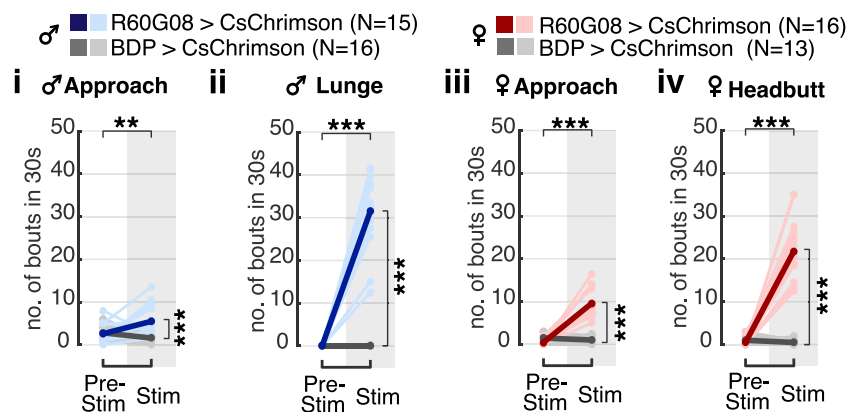 ♂ R60G08 > CsChrimson (N=15)
BDP > CsChrimson (N=16)
♀ R60G08 > CsChrimson (N=16)
BDP > CsChrimson (N=13)
i ♂Approach
ii ♂ Lunge
iii ♀Approach
iv ♀Headbutt
no. of bouts in 30s
50
40
30
20
10
0
**
***
Pre-
Stim
Stim
no. of bouts in 30s
50
40
30
20
10
0
***
***
Pre-
Stim
Stim
no. of bouts in 30s
50
40
30
20
10
0
***
***
Pre-
Stim
Stim
no. of bouts in 30s
50
40
30
20
10
0
***
***
Pre-
Stim
Stim